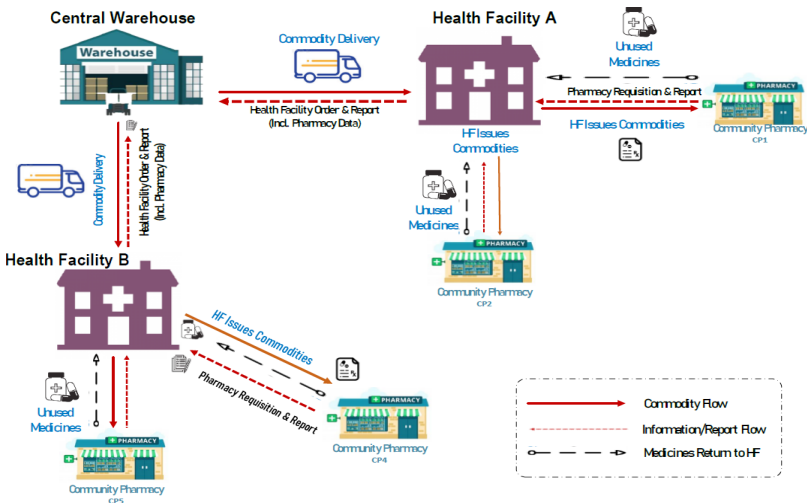 Central Warehouse
Warehouse
Commodity Delivery
Health Facility Order & Report
(Incl. Pharmacy Data)
Health Facility A
HF Issues
Commodities
Unused
Medicines
Pharmacy Requisition & Report
HF Issues Commodities
PHARMACY
Community Pharmacy
CP1
Unused
Medicines
PHARMACY
Community Pharmacy
CP2
Commodity Delivery
Health Facility Order & Report
(Incl. Pharmacy Data)
Health Facility B
HF Issues Commodities
Pharmacy Requisition & Report
PHARMACY
Community Pharmacy
CP4
Unused
Medicines
PHARMACY
Community Pharmacy
CP5
Commodity Flow
Information/Report Flow
Medicines Return to HF